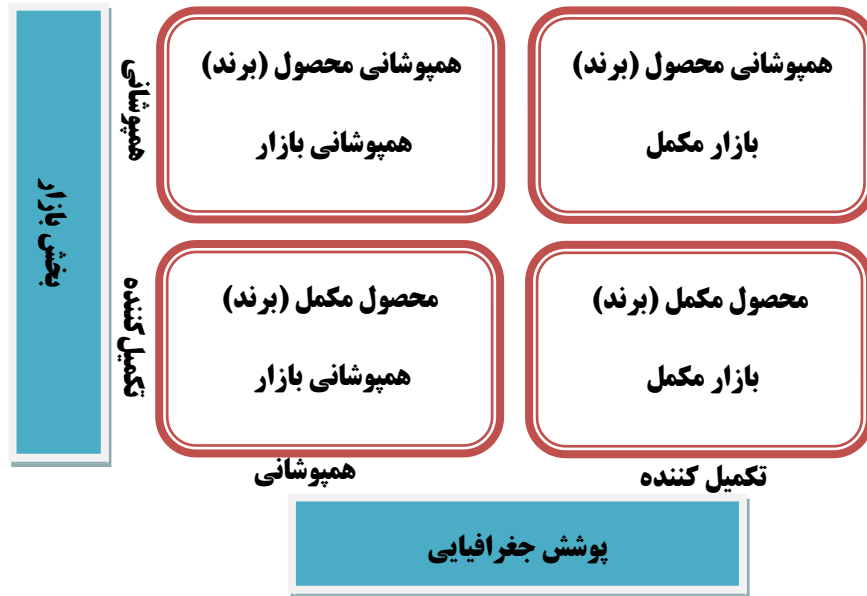 همپوشانی محصول (برند)
بازار مکمل
همپوشانی محصول (برند)
همپوشانی بازار
همپوشانی
بخش بازار
محصول مکمل (برند)
بازار مکمل
محصول مکمل (برند)
همپوشانی بازار
تکمیل کننده
تکمیل کننده
همپوشانی
پوشش جغرافیایی